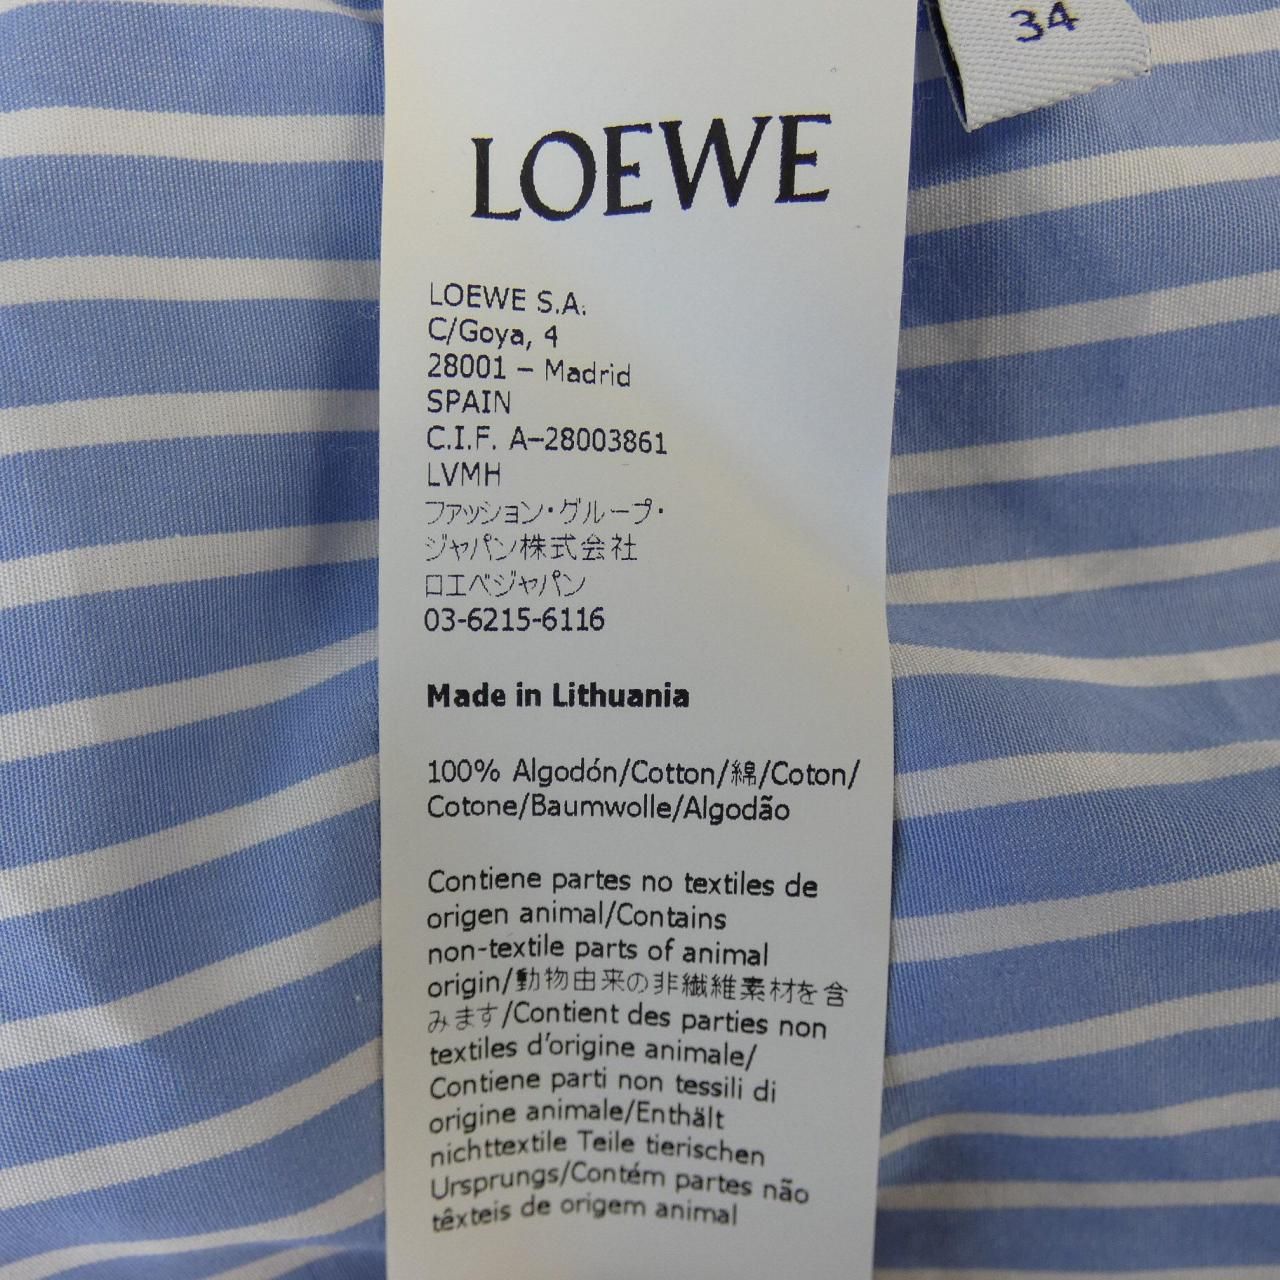 34
LOEWE
LOEWE S.A.
C/Goya, 4
28001 – Madrid
SPAIN
C.I.F. A–28003861
LVMH
ファッション・グループ・
ジャパン株式会社
ロエベジャパン
03-6215-6116
Made in Lithuania
100% Algodón/Cotton/綿/Coton/
Cotone/Baumwolle/Algodão
Contiene partes no textiles de
origen animal/Contains
non-textile parts of animal
origin/動物由来の非繊維素材を含
みます/Contient des parties non
textiles d'origine animale/
Contiene parti non tessili di
origine animale/Enthält
nichttextile Teile tierischen
Ursprungs/Contém partes não
têxteis de origem animal